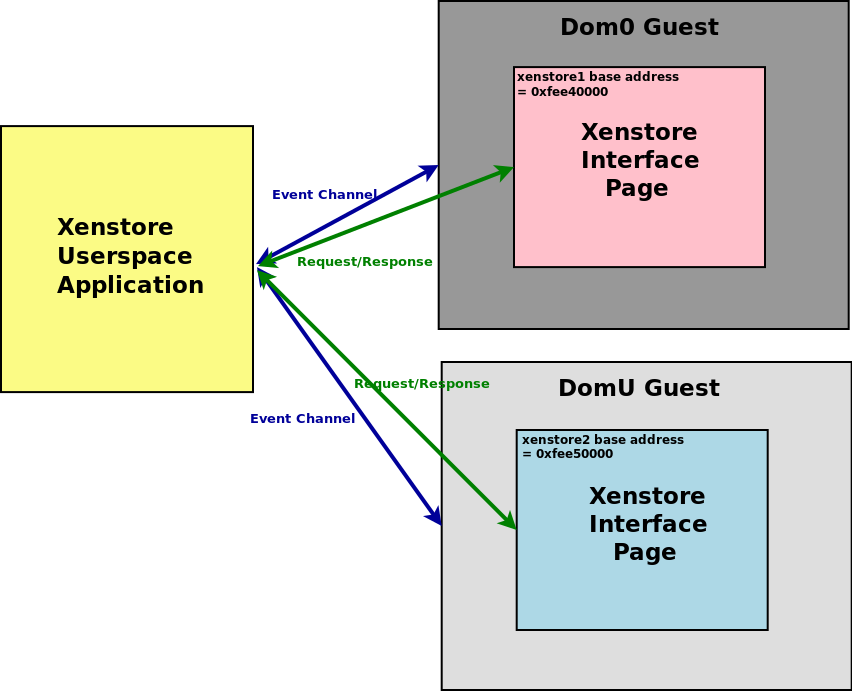 Dom0 Guest
xenstore1 base address
= 0xfee40000
Xenstore
Interface
Page
Event Channel
Request/Response
Xenstore
Userspace
Application
Request/Response
Event Channel
DomU Guest
xenstore2 base address
= 0xfee50000
Xenstore
Interface
Page